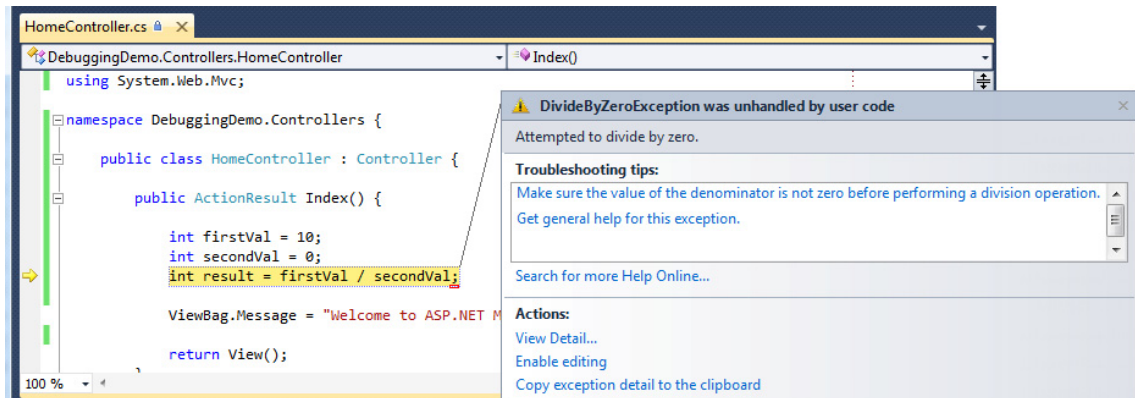 HomeController.cs
DebuggingDemo.Controllers.HomeController
Index()
using System.Web.Mvc;
namespace DebuggingDemo.Controllers {
public class HomeController : Controller {
public ActionResult Index() {
int firstVal = 10;
int secondVal = 0;
int result = firstVal / secondVal;
ViewBag.Message = "Welcome to ASP.NET M
return View();
}
100 %
DivideByZeroException was unhandled by user code
Attempted to divide by zero.
Troubleshooting tips:
Make sure the value of the denominator is not zero before performing a division operation.
Get general help for this exception.
Search for more Help Online...
Actions:
View Detail...
Enable editing
Copy exception detail to the clipboard